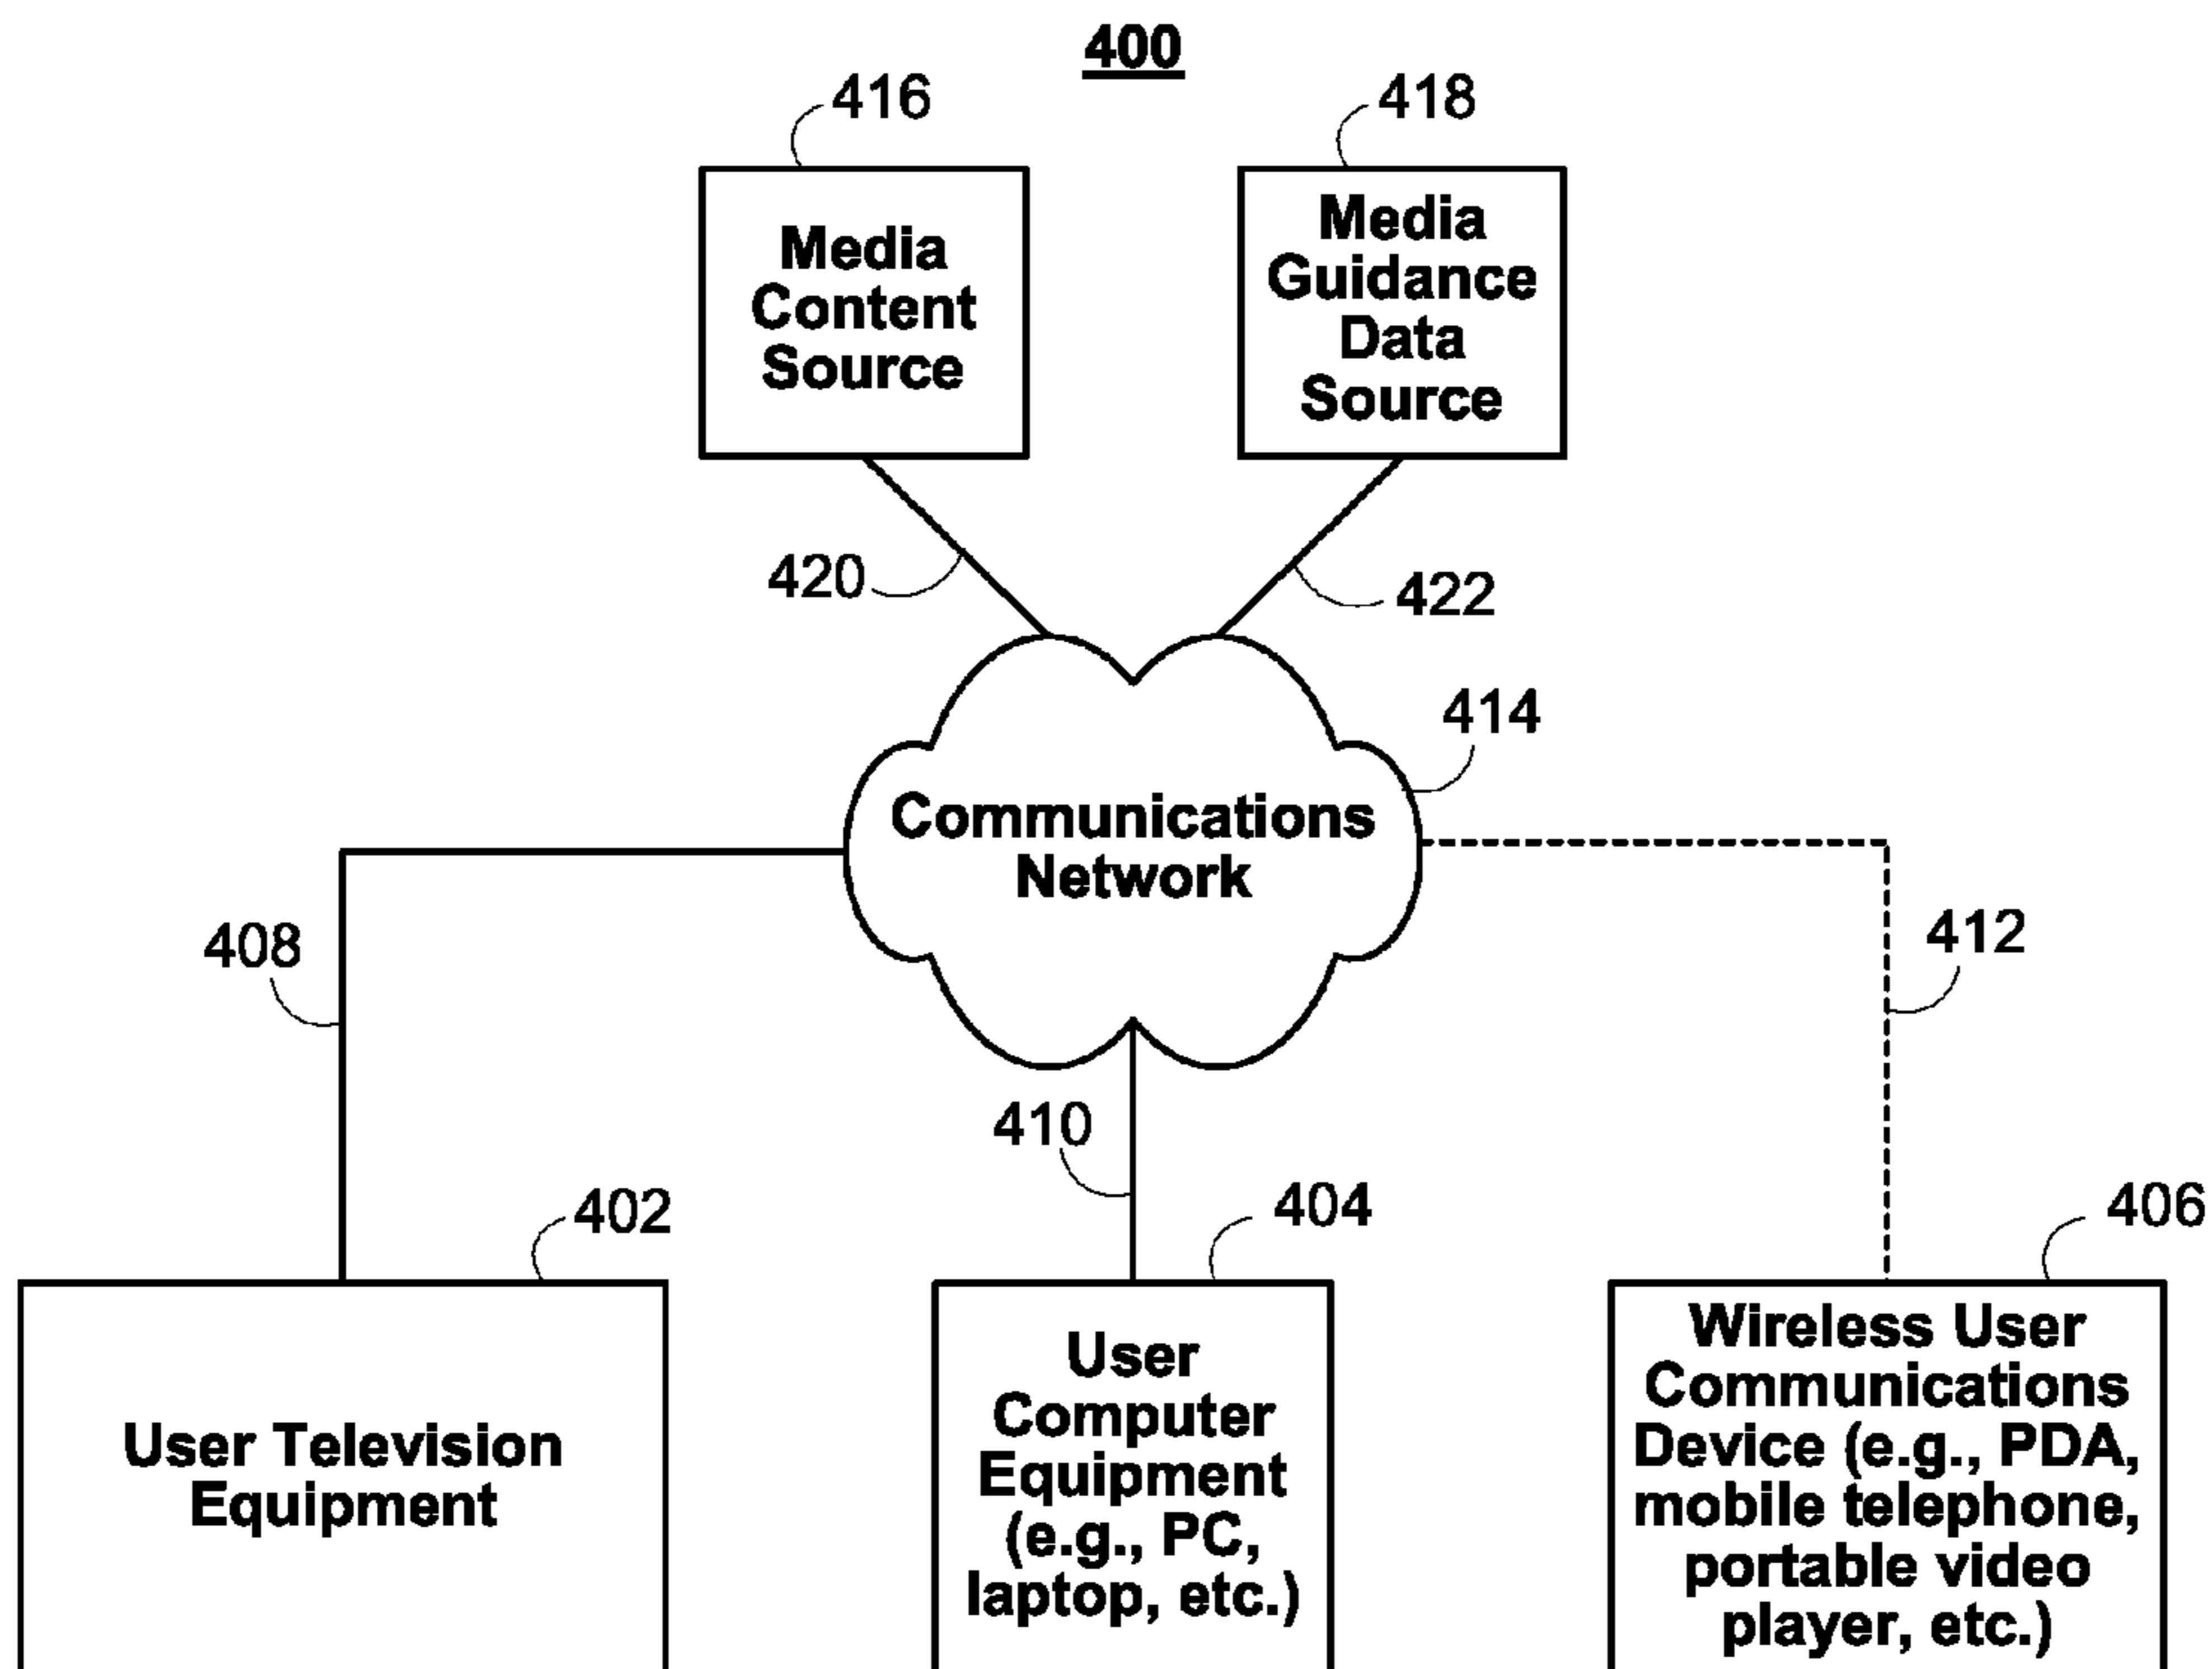 400
416
418
Media
Content
Source
Media
Guidance
Data
Source
420
422
414
Communications
Network
408
412
410
402
404
406
User Television
Equipment
User
Computer
Equipment
(e.g., PC,
laptop, etc.)
Wireless User
Communications
Device (e.g., PDA,
mobile telephone,
portable video
player, etc.)